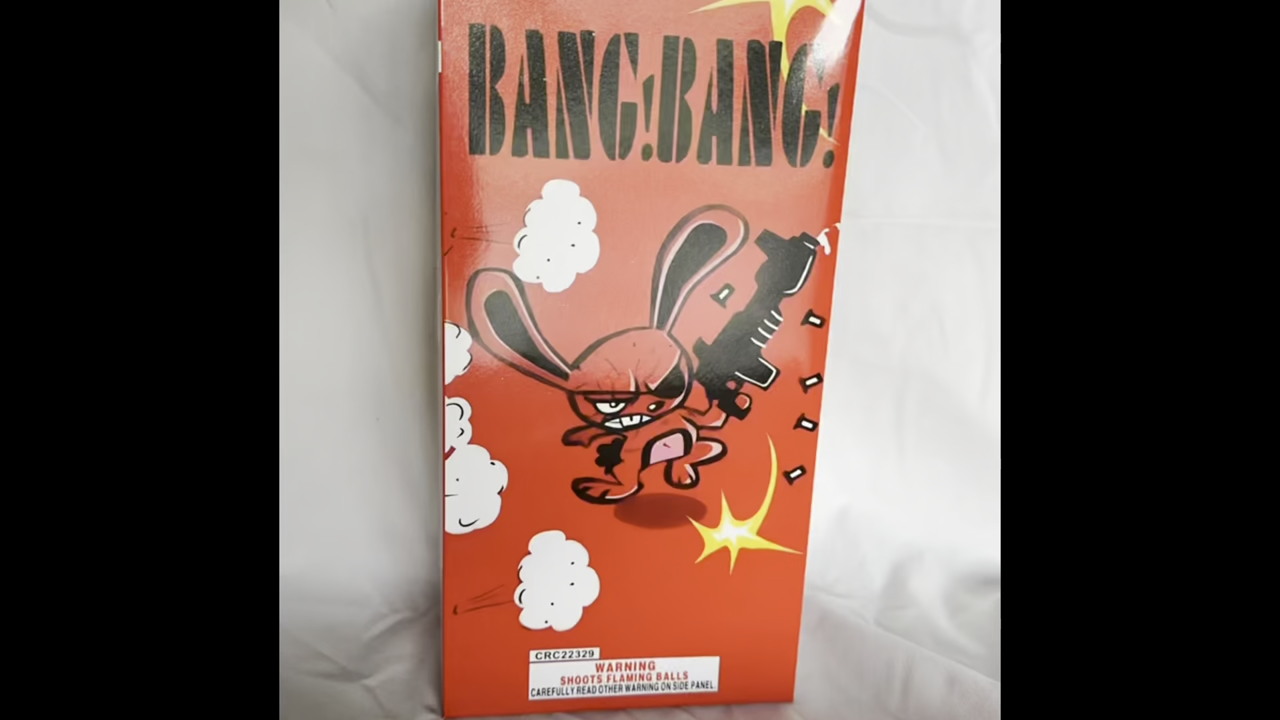 BANG!BANG!
CRC22329
WARNING
SHOOTS FLAMING BALLS
CAREFULLY READ OTHER WARNING ON SIDE PANEL.